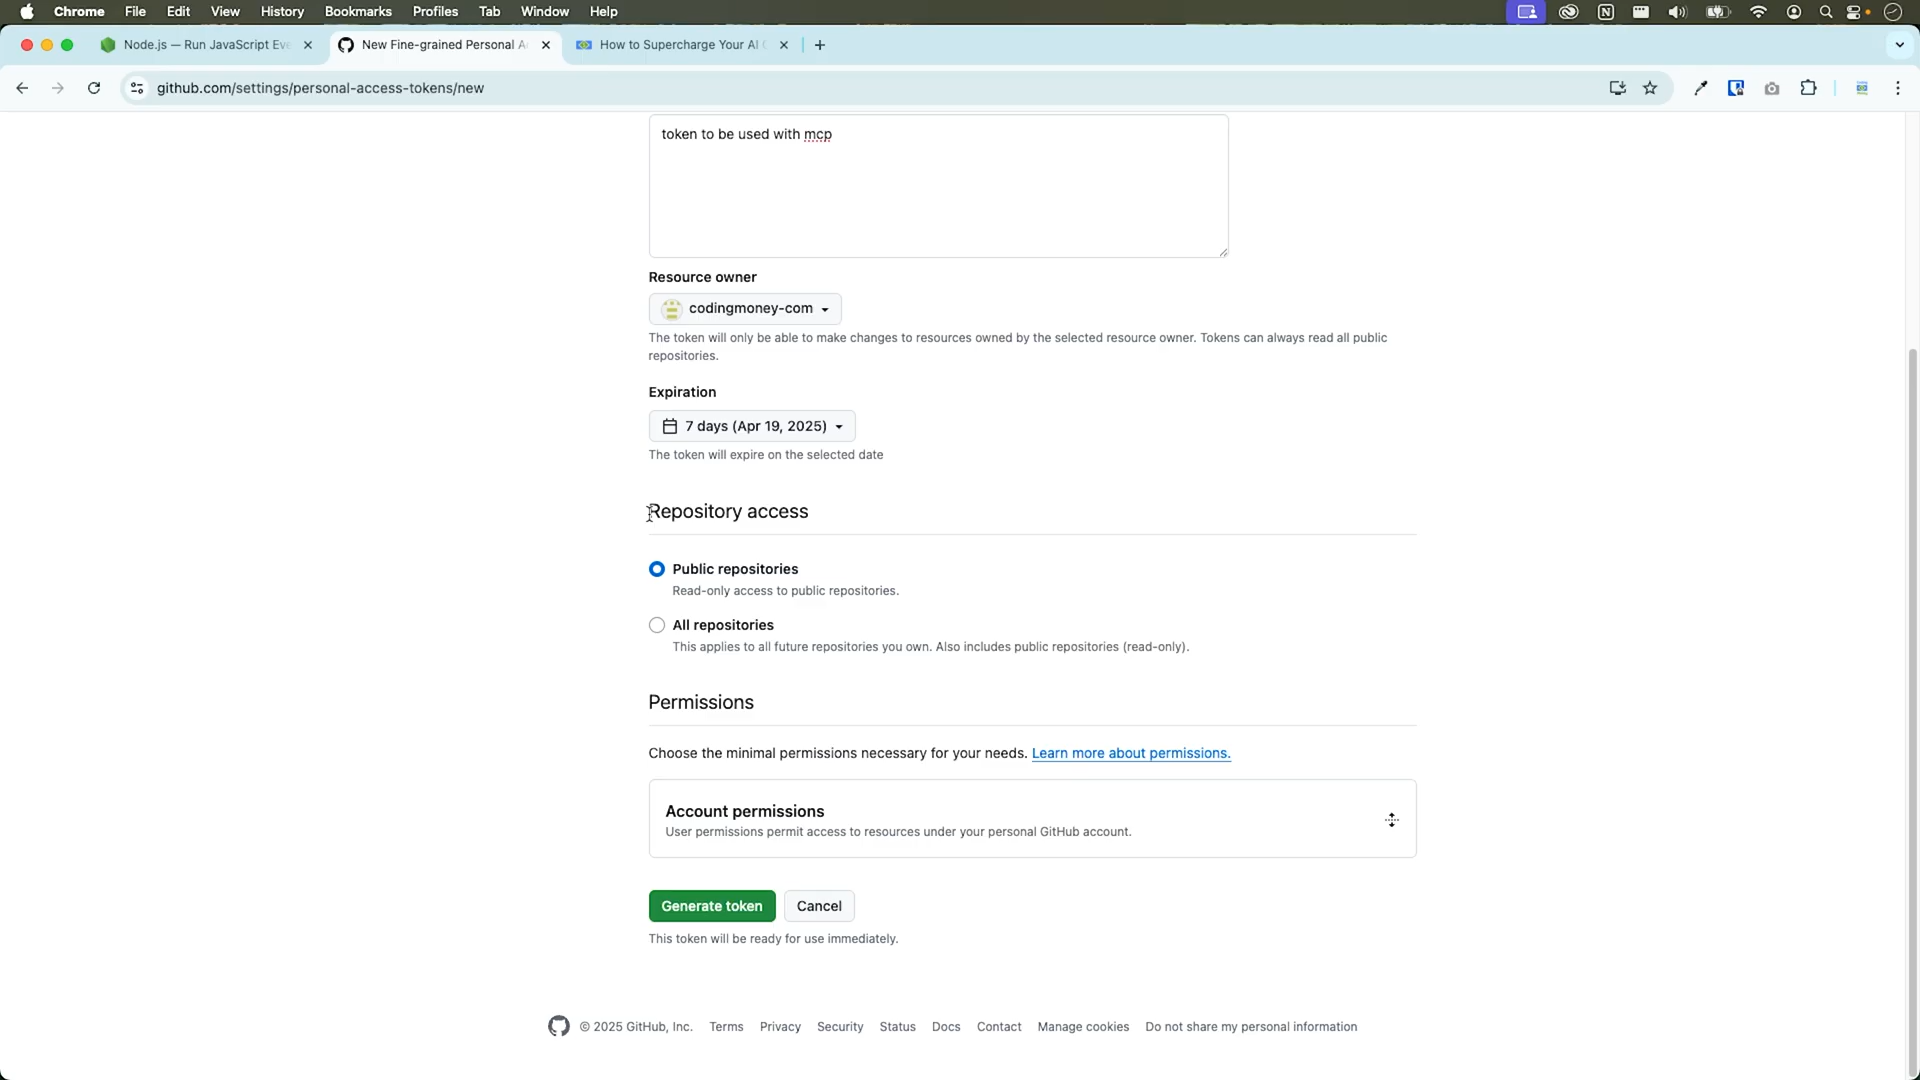 Chrome File Edit View History Bookmarks Profiles Tab Window Help
Node.js — Run JavaScript Eve
New Fine-grained Personal A
How to Supercharge Your AI
github.com/settings/personal-access-tokens/new
token to be used with mcp
Resource owner
codingmoney-com
The token will only be able to make changes to resources owned by the selected resource owner. Tokens can always read all public
repositories.
Expiration
7 days (Apr 19, 2025)
The token will expire on the selected date
Repository access
Public repositories
Read-only access to public repositories.
All repositories
This applies to all future repositories you own. Also includes public repositories (read-only).
Permissions
Choose the minimal permissions necessary for your needs. Learn more about permissions.
Account permissions
User permissions permit access to resources under your personal GitHub account.
Generate token Cancel
This token will be ready for use immediately.
© 2025 GitHub, Inc. Terms Privacy Security Status Docs Contact Manage cookies Do not share my personal information